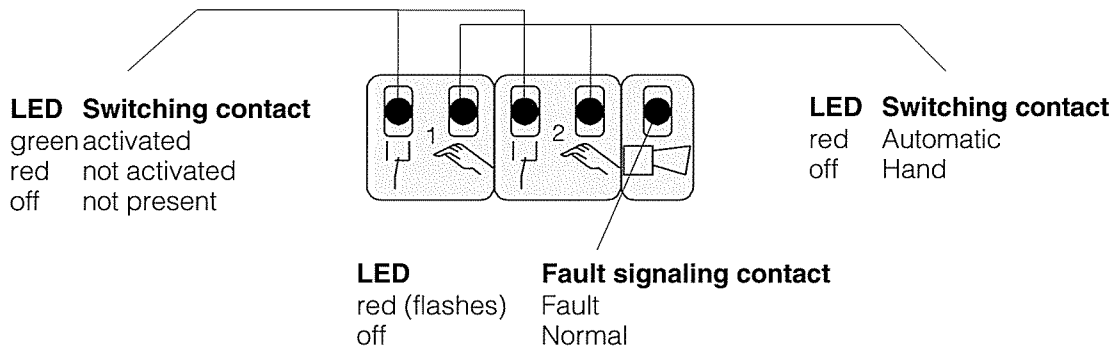 1
2
LED Switching contact
green activated
red not activated
off not present
LED Switching contact
red Automatic
off Hand
LED Fault signaling contact
red (flashes) Fault
off Normal